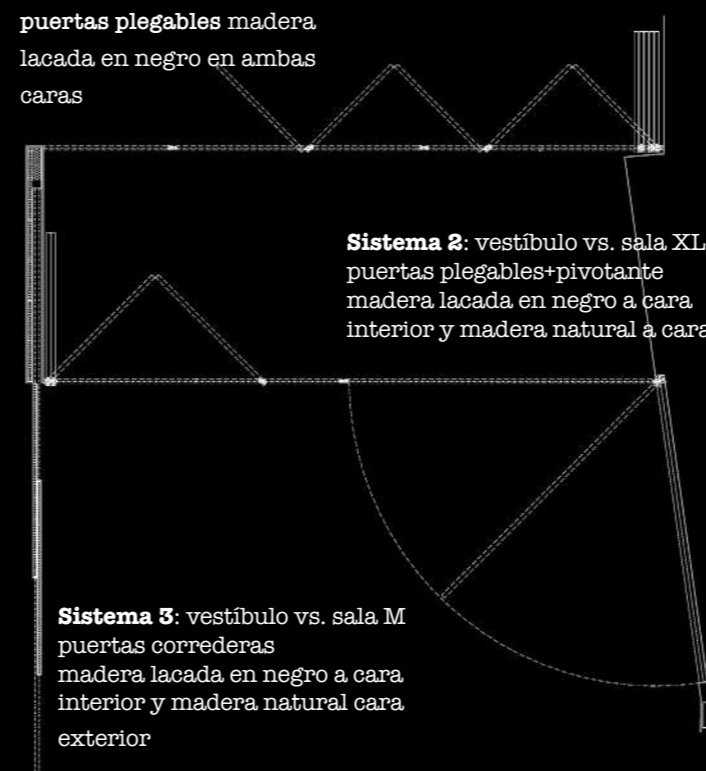 puertas plegables madera
lacada en negro en ambas
caras
Sistema 2: vestíbulo vs. sala XL
puertas plegables+pivotante
madera lacada en negro a cara
interior y madera natural a cara
Sistema 3: vestíbulo vs. sala M
puertas correderas
madera lacada en negro a cara
interior y madera natural cara
exterior